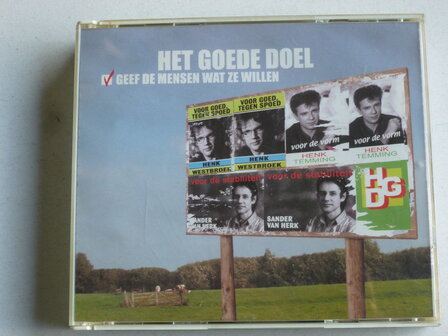 HET GOEDE DOEL
GEEF DE MENSEN WAT ZE WILLEN
VOOR GOED,
TEGEN SPOED
VOOR GOED,
TEGEN SPOED
HENK
WESTBROEK
HENK
WESTBROEK
voor de vorm
HENK
TEMMING
voor de vorm
HENK
TEMMING
voor de stabiliteit
SANDER
VAN HERK
voor de stabiliteit
SANDER
VAN HERK
HGD